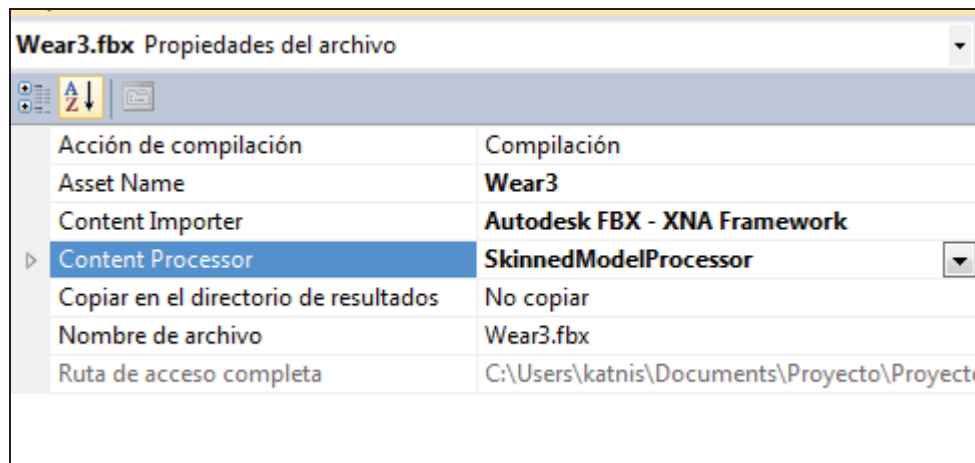 Wear3.fbx Propiedades del archivo
Acción de compilación Compilación
Asset Name Wear3
Content Importer Autodesk FBX - XNA Framework
Content Processor SkinnedModelProcessor
Copiar en el directorio de resultados No copiar
Nombre de archivo Wear3.fbx
Ruta de acceso completa C:\Users\katnis\Documents\Proyecto\Proyecto